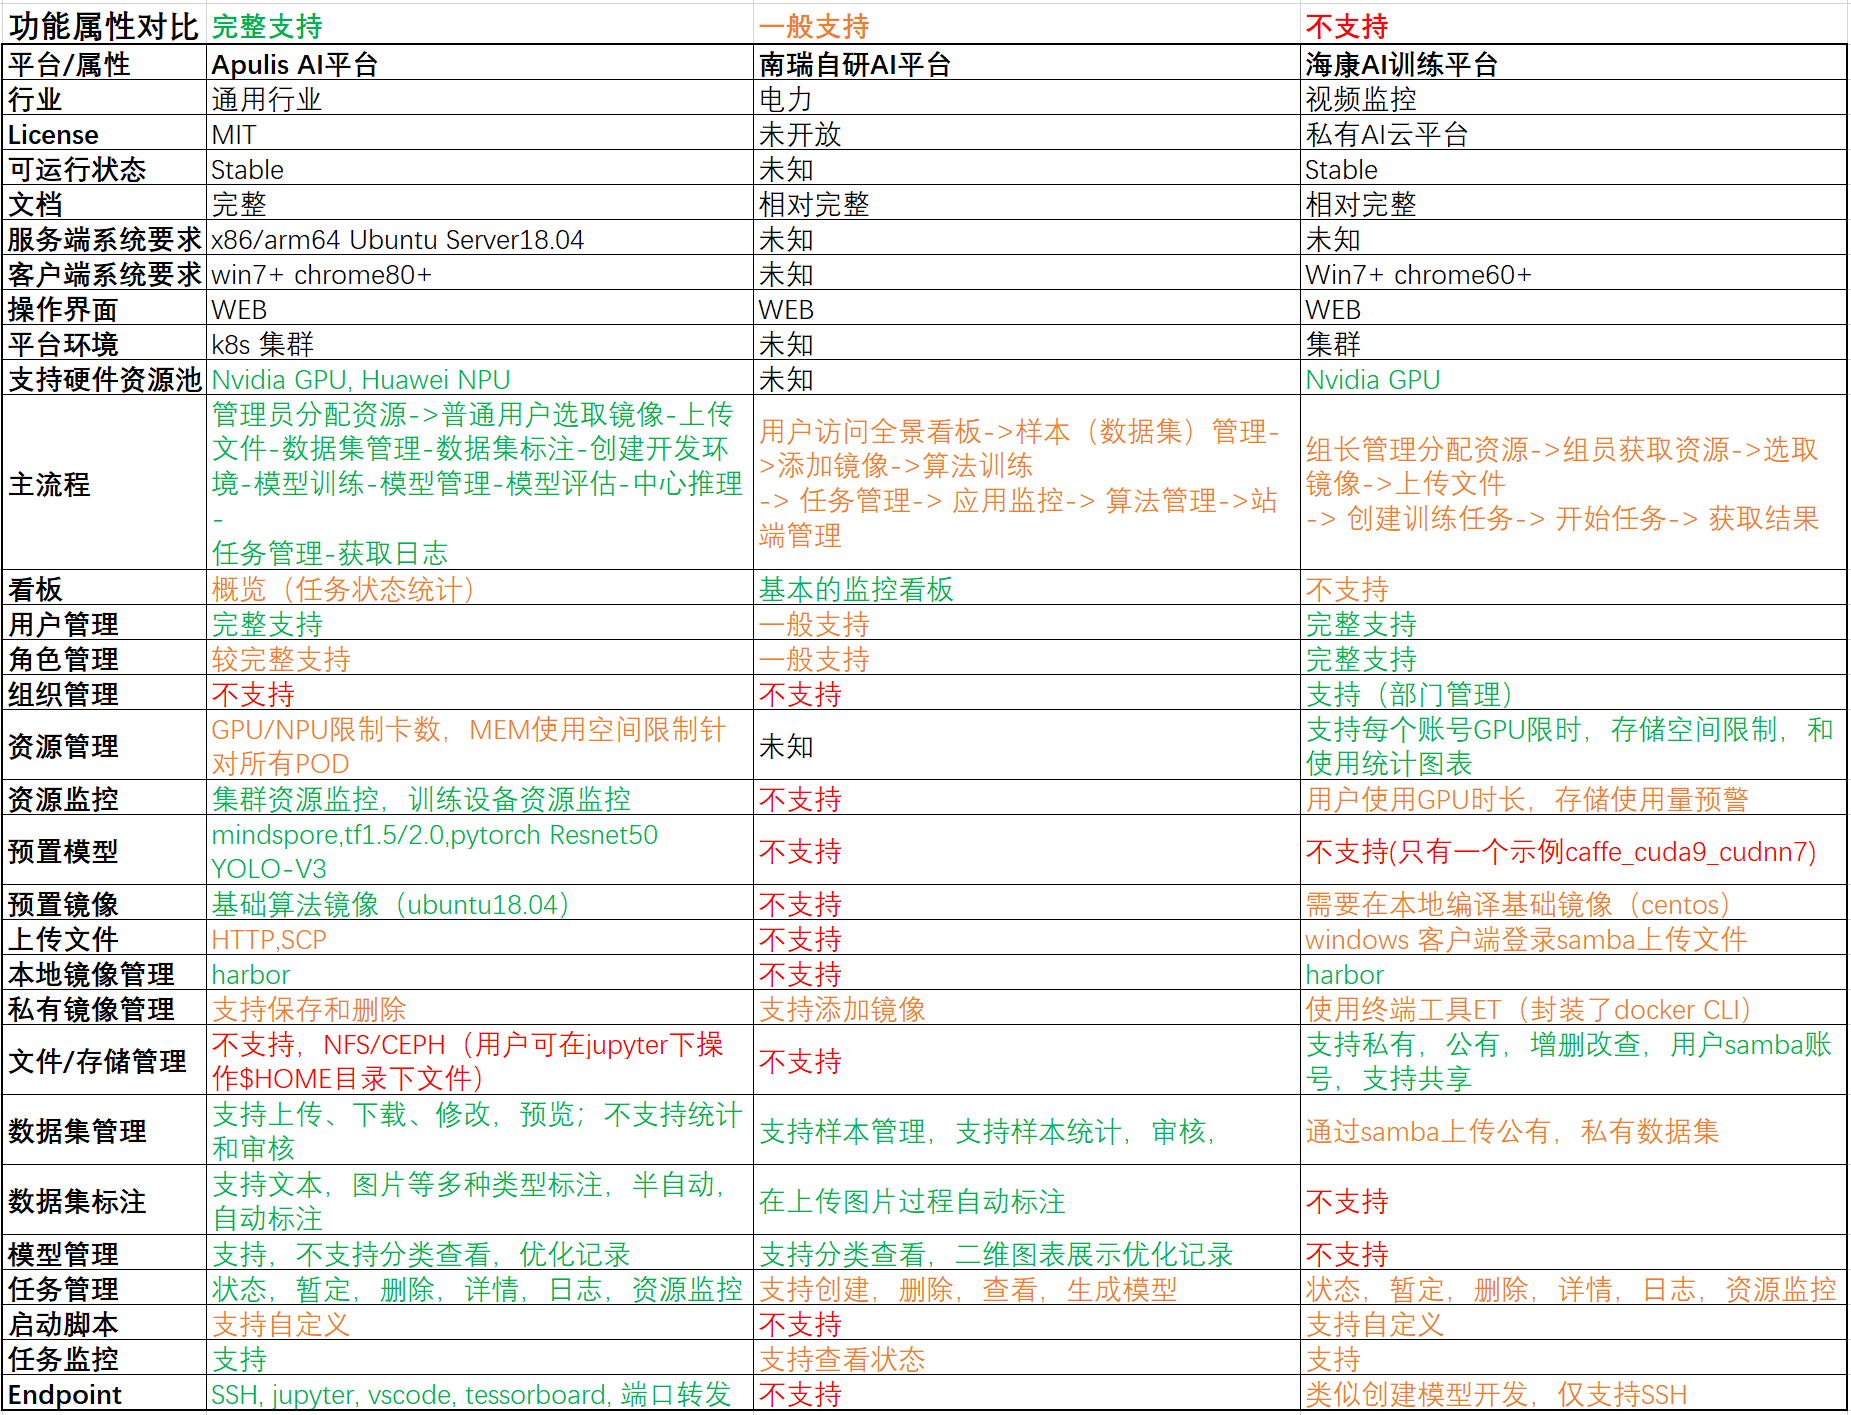 功能属性对比 完整支持 一般支持 不支持
平台/属性 Apulis AI平台 南瑞自研AI平台 海康AI训练平台
行业 通用行业 电力 视频监控
License MIT 未开放 私有AI云平台
可运行状态 Stable 未知 Stable
文档 完整 相对完整 相对完整
服务端系统要求 x86/arm64 Ubuntu Server18.04 未知 未知
客户端系统要求 win7+ chrome80+ 未知 Win7+ chrome60+
操作界面 WEB WEB WEB
平台环境 k8s 集群 未知 集群
支持硬件资源池 Nvidia GPU, Huawei NPU 未知 Nvidia GPU
主流程
管理员分配资源->普通用户选取镜像-上传
文件-数据集管理-数据集标注-创建开发环
境-模型训练-模型管理-模型评估-中心推理
-
任务管理-获取日志
用户访问全景看板->样本（数据集）管理-
>添加镜像->算法训练
-> 任务管理-> 应用监控-> 算法管理->站
端管理
组长管理分配资源->组员获取资源->选取
镜像->上传文件
-> 创建训练任务-> 开始任务-> 获取结果
看板 概览（任务状态统计） 基本的监控看板 不支持
用户管理 完整支持 一般支持 完整支持
角色管理 较完整支持 一般支持 完整支持
组织管理 不支持 不支持 支持（部门管理）
资源管理
GPU/NPU限制卡数，MEM使用空间限制针
对所有POD
未知
支持每个账号GPU限时，存储空间限制，和
使用统计图表
资源监控 集群资源监控，训练设备资源监控 不支持 用户使用GPU时长，存储使用量预警
预置模型
mindspore,tf1.5/2.0,pytorch Resnet50
YOLO-V3
不支持
不支持(只有一个示例caffe_cuda9_cudnn7)
预置镜像 基础算法镜像（ubuntu18.04） 不支持 需要在本地编译基础镜像（centos）
上传文件 HTTP,SCP 不支持 windows 客户端登录samba上传文件
本地镜像管理 harbor 不支持 harbor
私有镜像管理 支持保存和删除 支持添加镜像 使用终端工具ET（封装了docker CLI）
文件/存储管理
不支持，NFS/CEPH（用户可在jupyter下操
作$HOME目录下文件）
不支持
支持私有，公有，增删改查，用户samba账
号，支持共享
数据集管理
支持上传、下载、修改，预览；不支持统计
和审核
支持样本管理，支持样本统计，审核，
通过samba上传公有，私有数据集
数据集标注
支持文本，图片等多种类型标注，半自动，
自动标注
在上传图片过程自动标注
不支持
模型管理 支持，不支持分类查看，优化记录 支持分类查看，二维图表展示优化记录 不支持
任务管理 状态，暂定，删除，详情，日志，资源监控 支持创建，删除，查看，生成模型 状态，暂定，删除，详情，日志，资源监控
启动脚本 支持自定义 不支持 支持自定义
任务监控 支持 支持查看状态 支持
Endpoint SSH, jupyter, vscode, tessorboard, 端口转发 不支持 类似创建模型开发，仅支持SSH